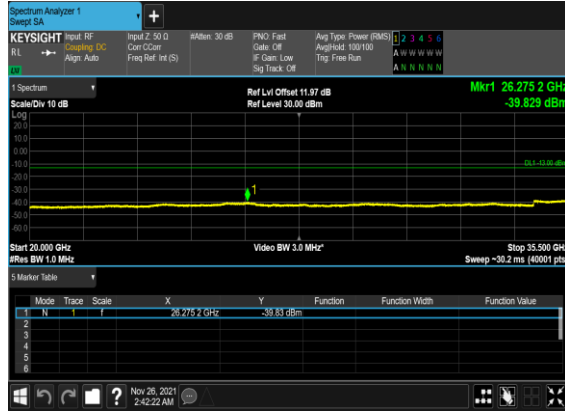 Spectrum Analyzer 1
Swept SA
KEYSIGHT Input: RF Input Z: 50 Ω #Atten: 30 dB PNO: Fast Avg Type: Power (RMS) 1 2 3 4 5 6
RL Coupling: DC Corr CCorr Gate: Off Avg|Hold: 100/100 A W W W W W
Align: Auto Freq Ref: Int (S) IF Gain: Low Trig: Free Run
Sig Track: Off A N N N N N
1 Spectrum Ref Lvl Offset 11.97 dB Mkr1 26.275 2 GHz
Scale/Div 10 dB Ref Level 30.00 dBm -39.829 dBm
Log
20.0
10.0
0.00
-10.0 DL1 -13.00 dBm
-20.0
-30.0 1
-40.0
-50.0
-60.0
Start 20.000 GHz Video BW 3.0 MHz* Stop 35.500 GHz
#Res BW 1.0 MHz Sweep ~30.2 ms (40001 pts)
5 Marker Table
Mode Trace Scale X Y Function Function Width Function Value
1 N 1 f 26.275 2 GHz -39.83 dBm
2
3
4
5
6
? Nov 26, 2021
2:42:22 AM